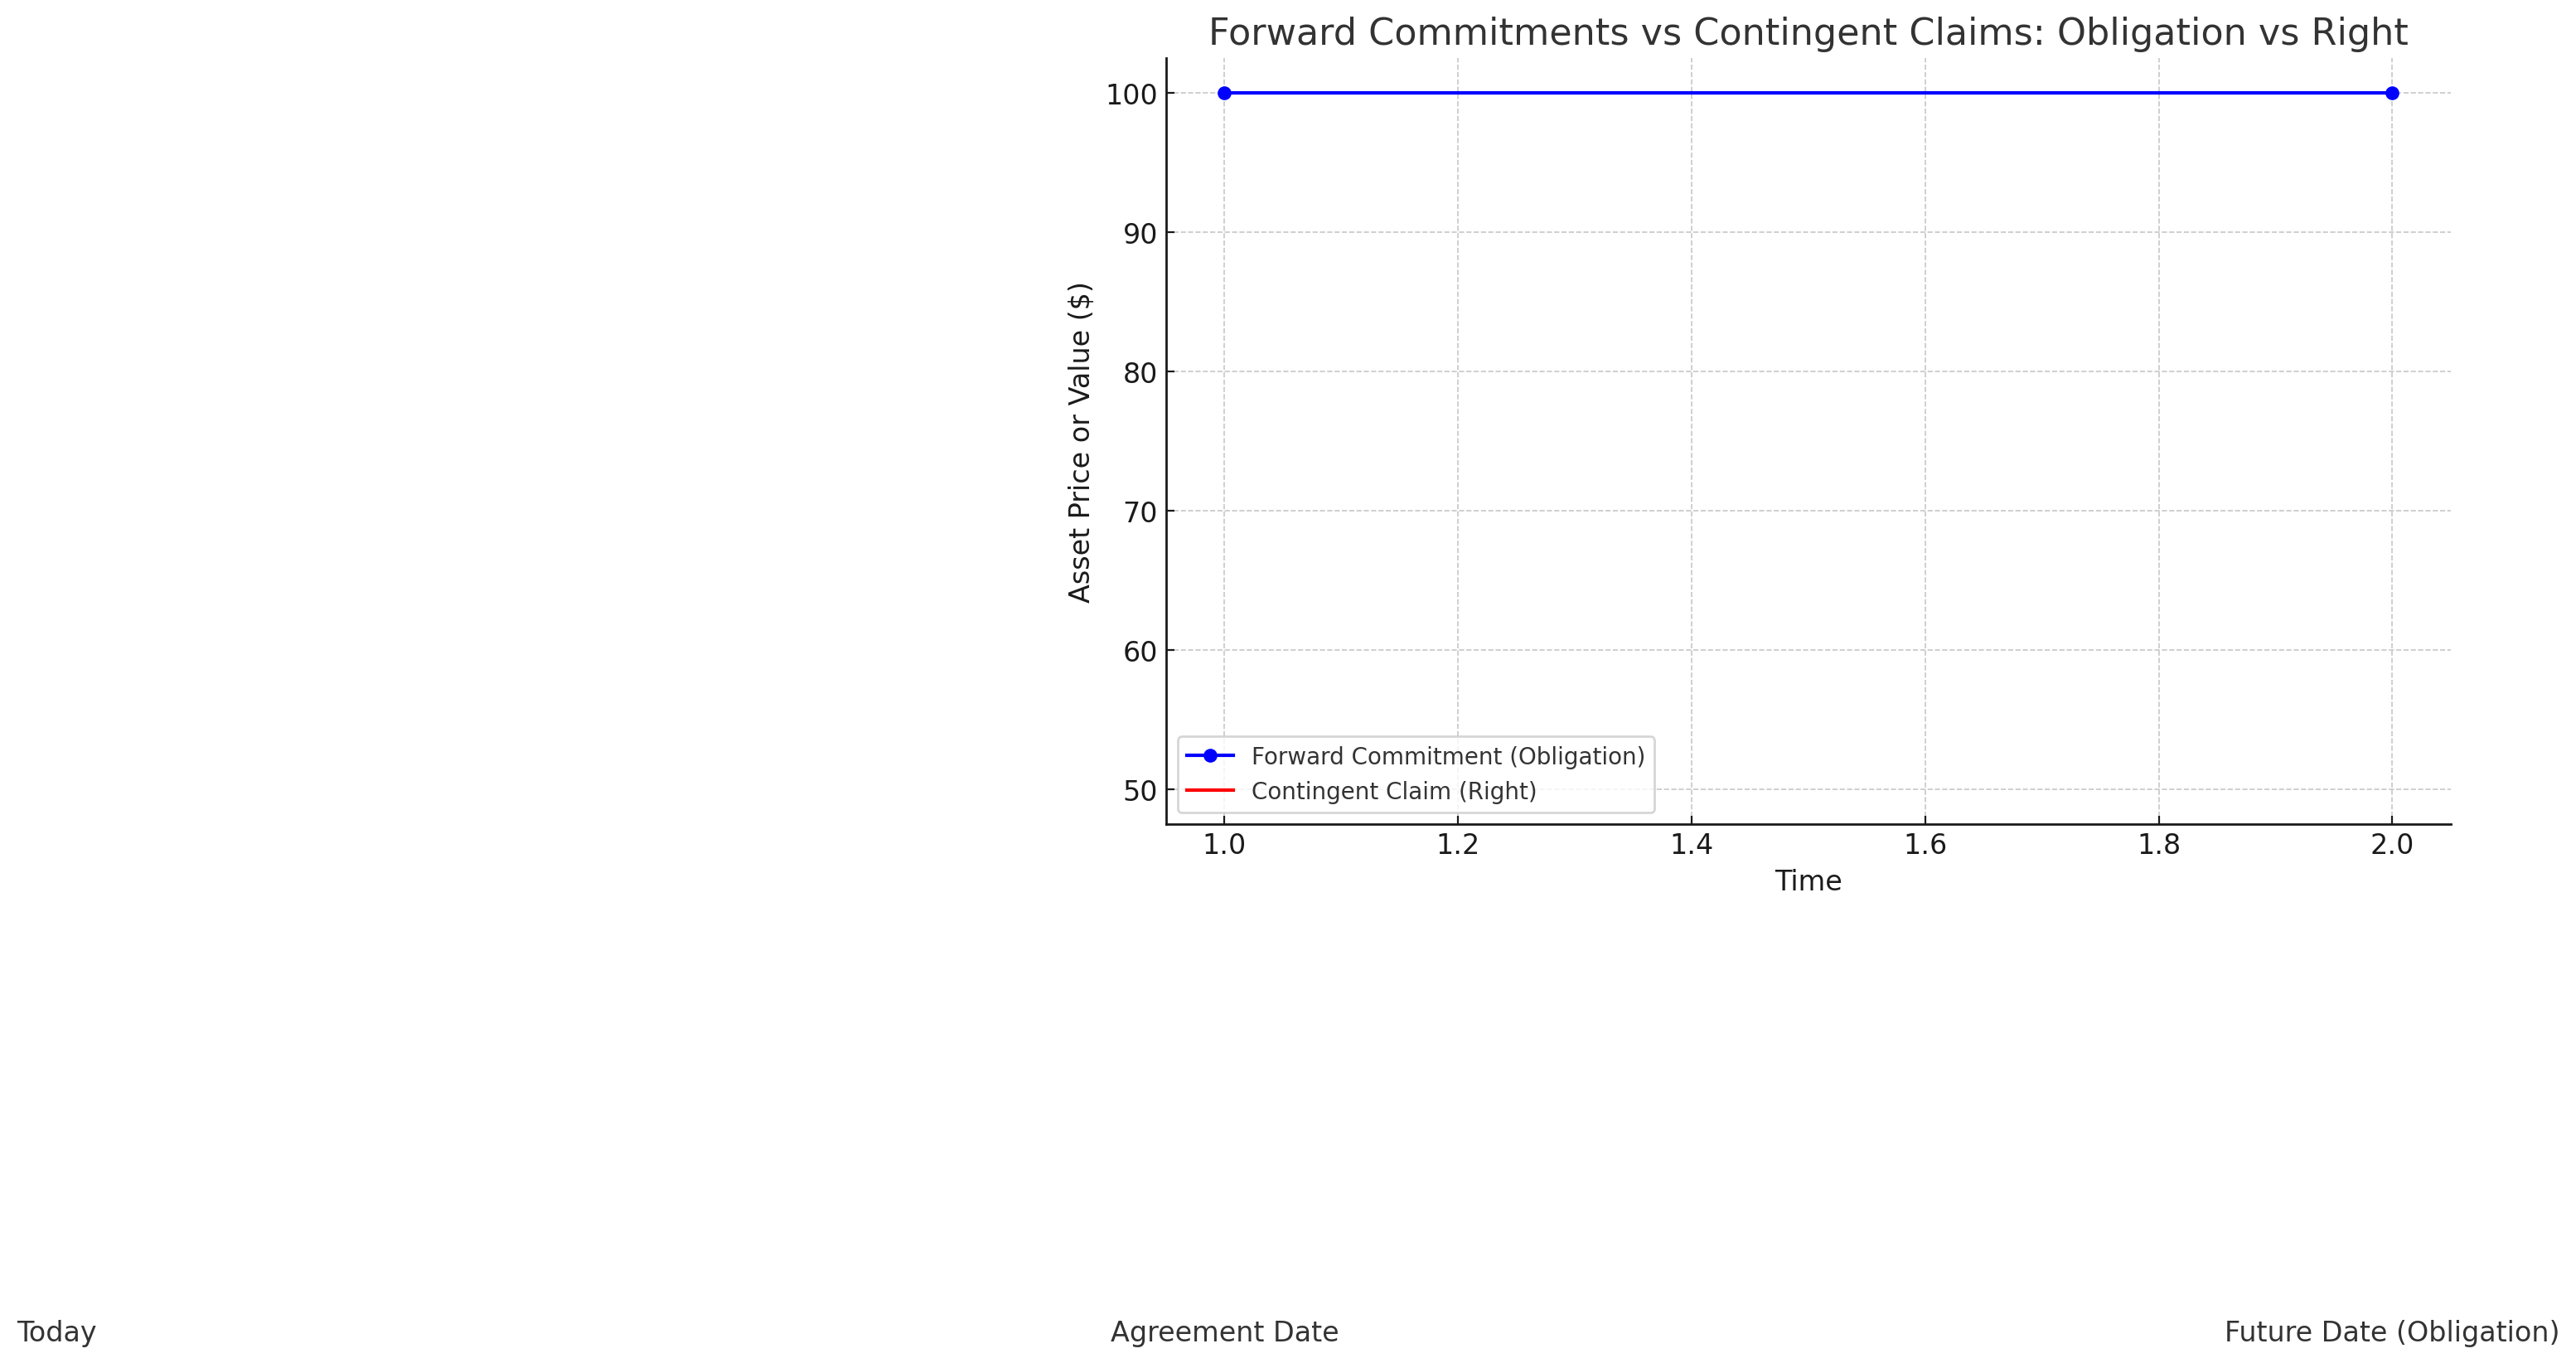 Forward Commitments vs Contingent Claims: Obligation vs Right
Asset Price or Value ($)
100
90
80
70
60
50
Forward Commitment (Obligation)
Contingent Claim (Right)
1.0 1.2 1.4 1.6 1.8 2.0
Time
Today Agreement Date Future Date (Obligation)